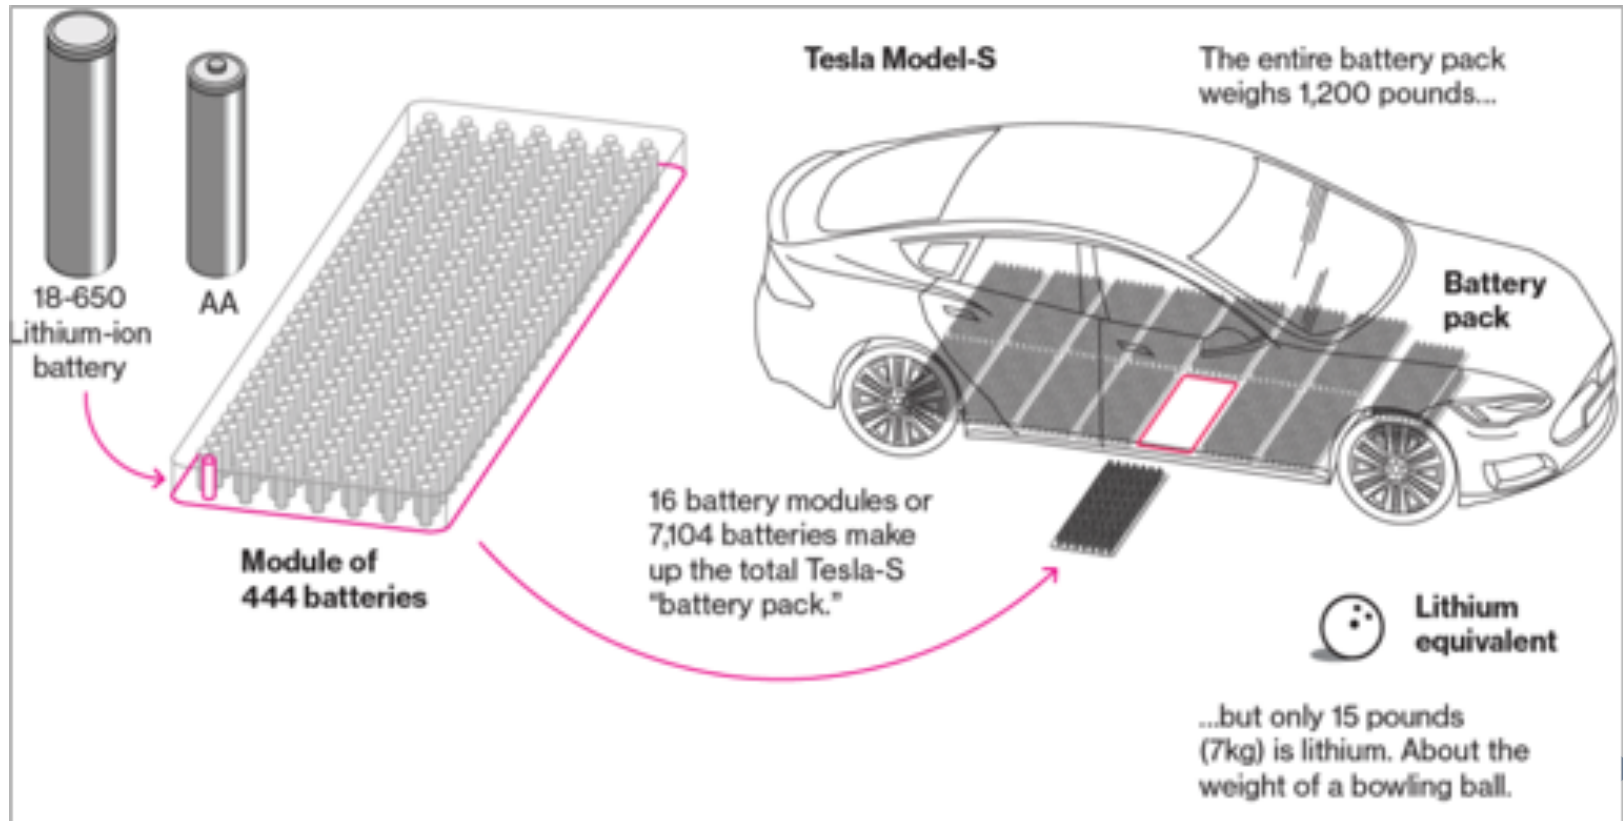 18-650
Lithium-ion
battery
AA
Module of
444 batteries
16 battery modules or
7,104 batteries make
up the total Tesla-S
"battery pack."
Tesla Model-S
The entire battery pack
weighs 1,200 pounds...
Battery
pack
Lithium
equivalent
...but only 15 pounds
(7kg) is lithium. About the
weight of a bowling ball.